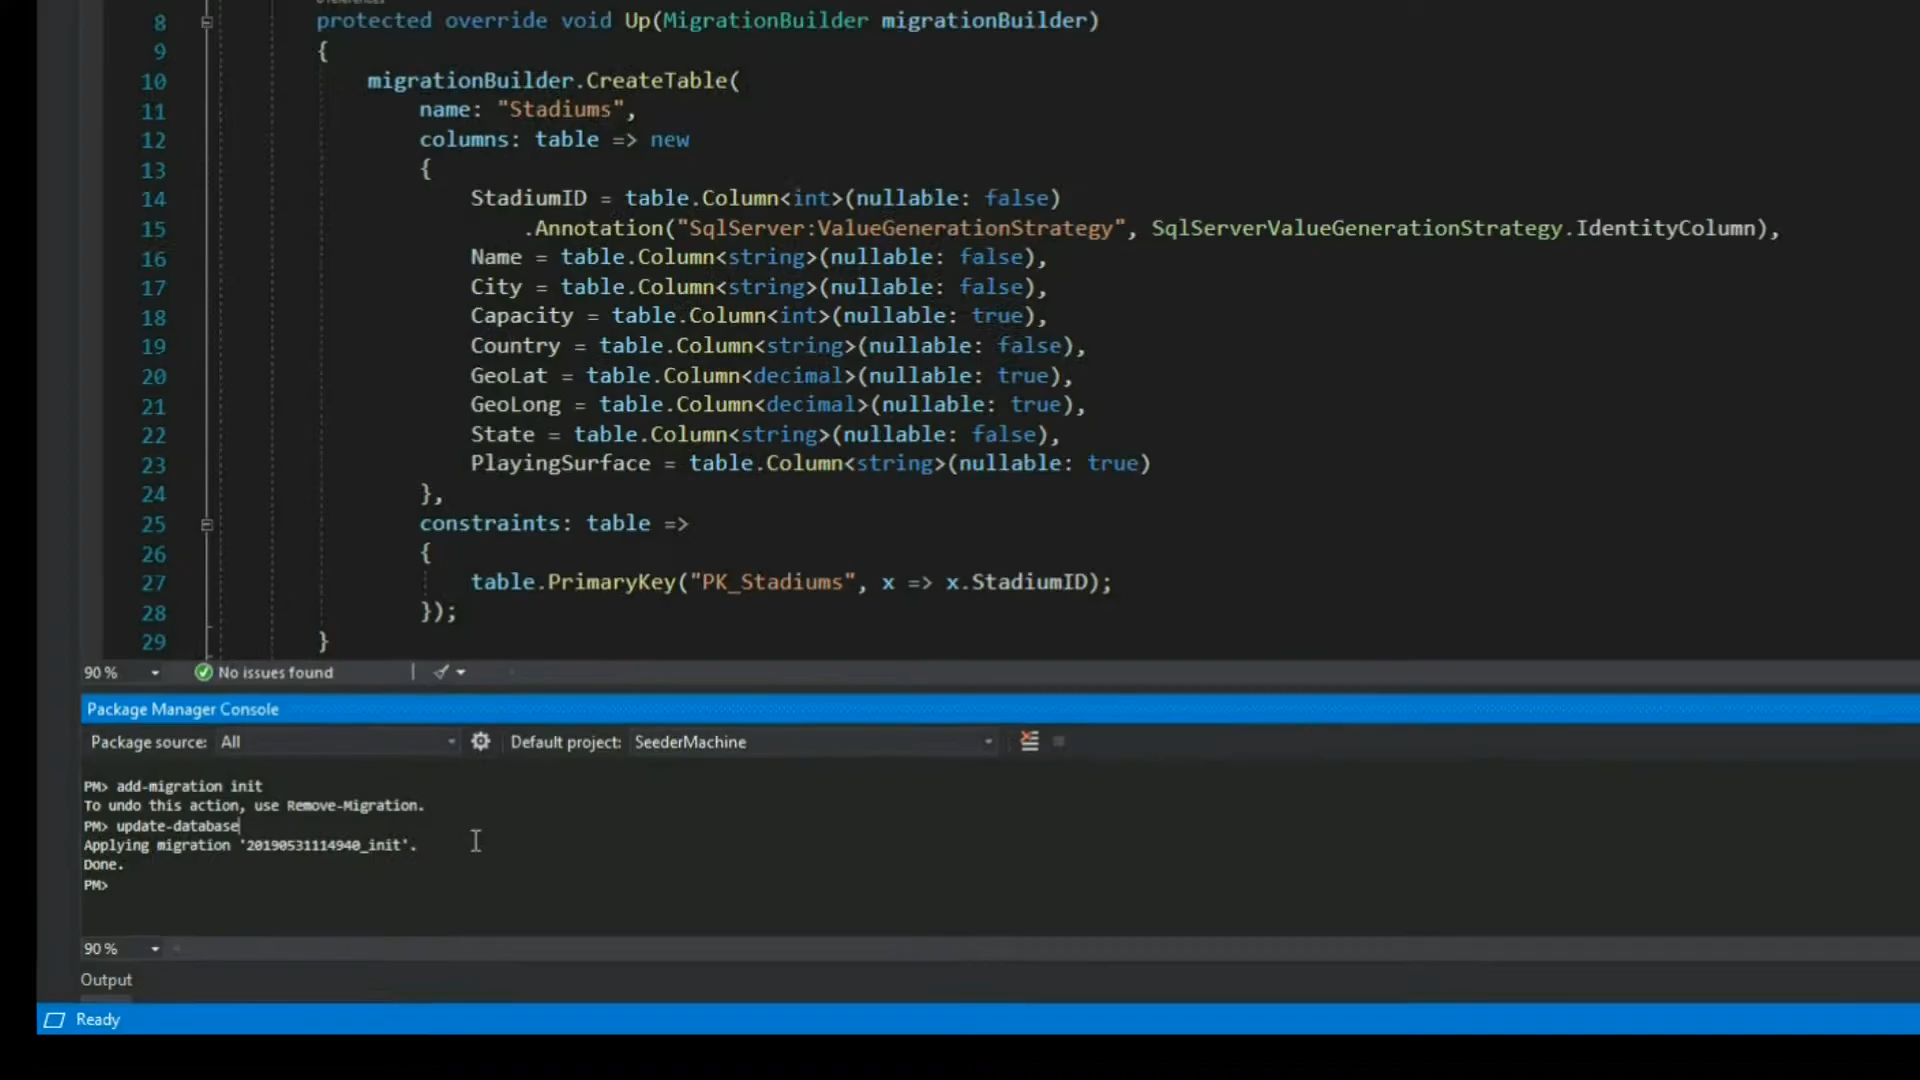 8 protected override void Up(MigrationBuilder migrationBuilder)
9 {
10 migrationBuilder.CreateTable(
11 name: "Stadiums",
12 columns: table => new
13 {
14 StadiumID = table.Column<int>(nullable: false)
15 .Annotation("SqlServer:ValueGenerationStrategy", SqlServerValueGenerationStrategy.IdentityColumn),
16 Name = table.Column<string>(nullable: false),
17 City = table.Column<string>(nullable: false),
18 Capacity = table.Column<int>(nullable: true),
19 Country = table.Column<string>(nullable: false),
20 GeoLat = table.Column<decimal>(nullable: true),
21 GeoLong = table.Column<decimal>(nullable: true),
22 State = table.Column<string>(nullable: false),
23 PlayingSurface = table.Column<string>(nullable: true)
24 },
25 constraints: table =>
26 {
27 table.PrimaryKey("PK_Stadiums", x => x.StadiumID);
28 });
29 }
90 % No issues found
Package Manager Console
Package source: All Default project: SeederMachine
PM> add-migration init
To undo this action, use Remove-Migration.
PM> update-database
Applying migration '20190531114940_init'.
Done.
PM>
90 %
Output
Ready